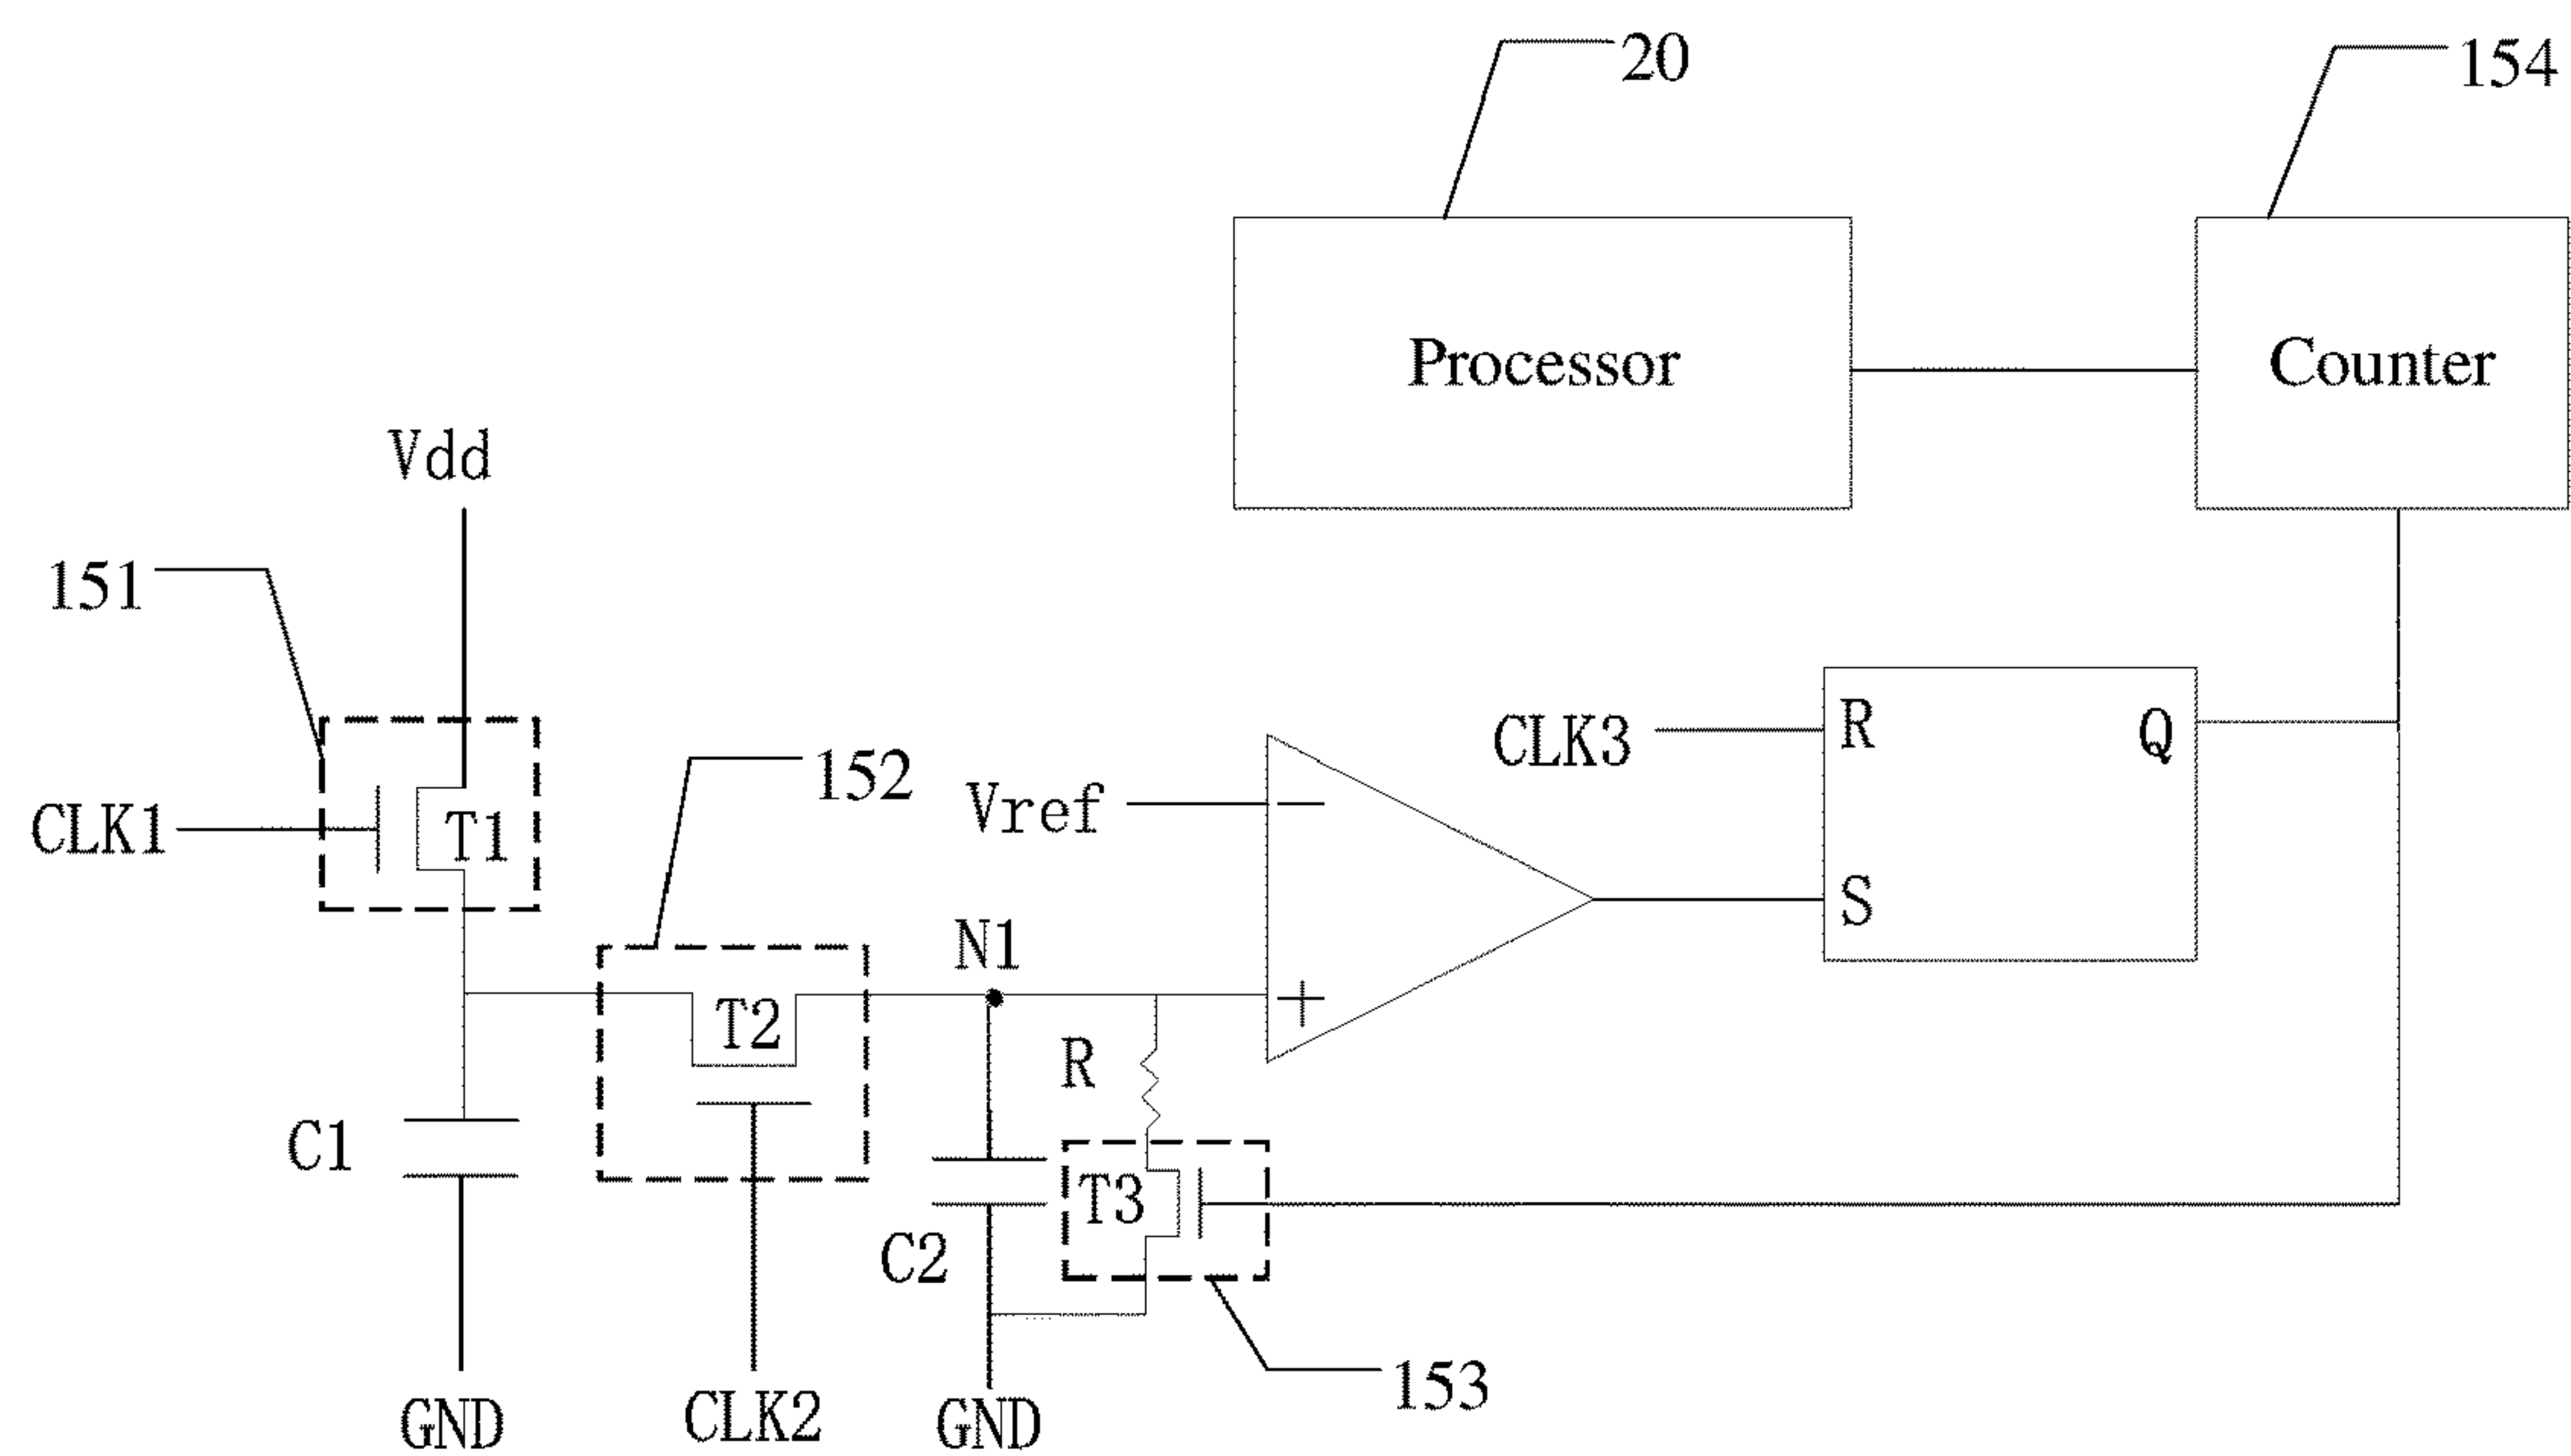 20
154
Processor
Counter
Vdd
151
CLK1
T1
152
Vref
CLK3
R
Q
S
N1
T2
R
C1
T3
C2
153
GND
CLK2
GND